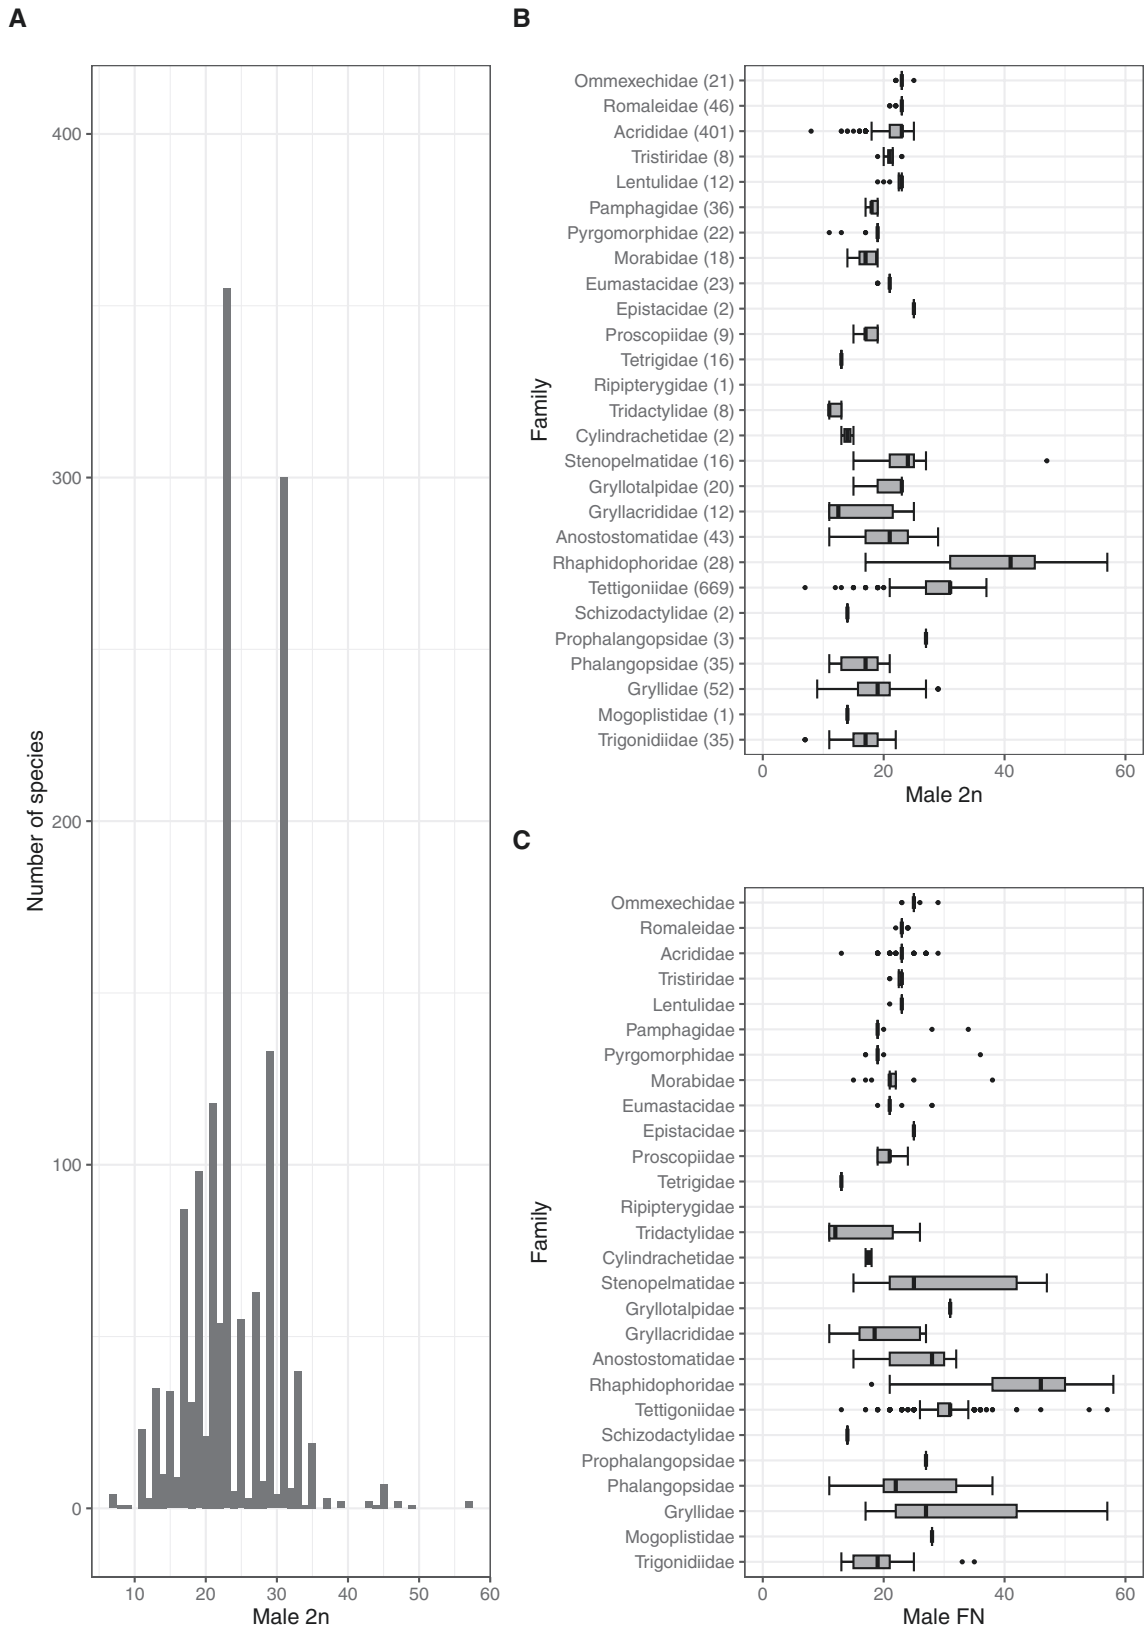 A
400
300
200
100
0
10 20 30 40 50 60
Male 2n
Number of species
B
Ommexechidae (21)
Romaleidae (46)
Acrididae (401)
Tristiridae (8)
Lentulidae (12)
Pamphagidae (36)
Pyrgomorphidae (22)
Morabidae (18)
Eumastacidae (23)
Epistacidae (2)
Proscopiidae (9)
Tetrigidae (16)
Ripipterygidae (1)
Tridactylidae (8)
Cylindrachetidae (2)
Stenopelmatidae (16)
Gryllotalpidae (20)
Gryllacrididae (12)
Anostostomatidae (43)
Rhaphidophoridae (28)
Tettigoniidae (669)
Schizodactylidae (2)
Prophalangopsidae (3)
Phalangopsidae (35)
Gryllidae (52)
Mogoplistidae (1)
Trigonidiidae (35)
0 20 40 60
Male 2n
Family
C
Ommexechidae
Romaleidae
Acrididae
Tristiridae
Lentulidae
Pamphagidae
Pyrgomorphidae
Morabidae
Eumastacidae
Epistacidae
Proscopiidae
Tetrigidae
Ripipterygidae
Tridactylidae
Cylindrachetidae
Stenopelmatidae
Gryllotalpidae
Gryllacrididae
Anostostomatidae
Rhaphidophoridae
Tettigoniidae
Schizodactylidae
Prophalangopsidae
Phalangopsidae
Gryllidae
Mogoplistidae
Trigonidiidae
0 20 40 60
Male FN
Family